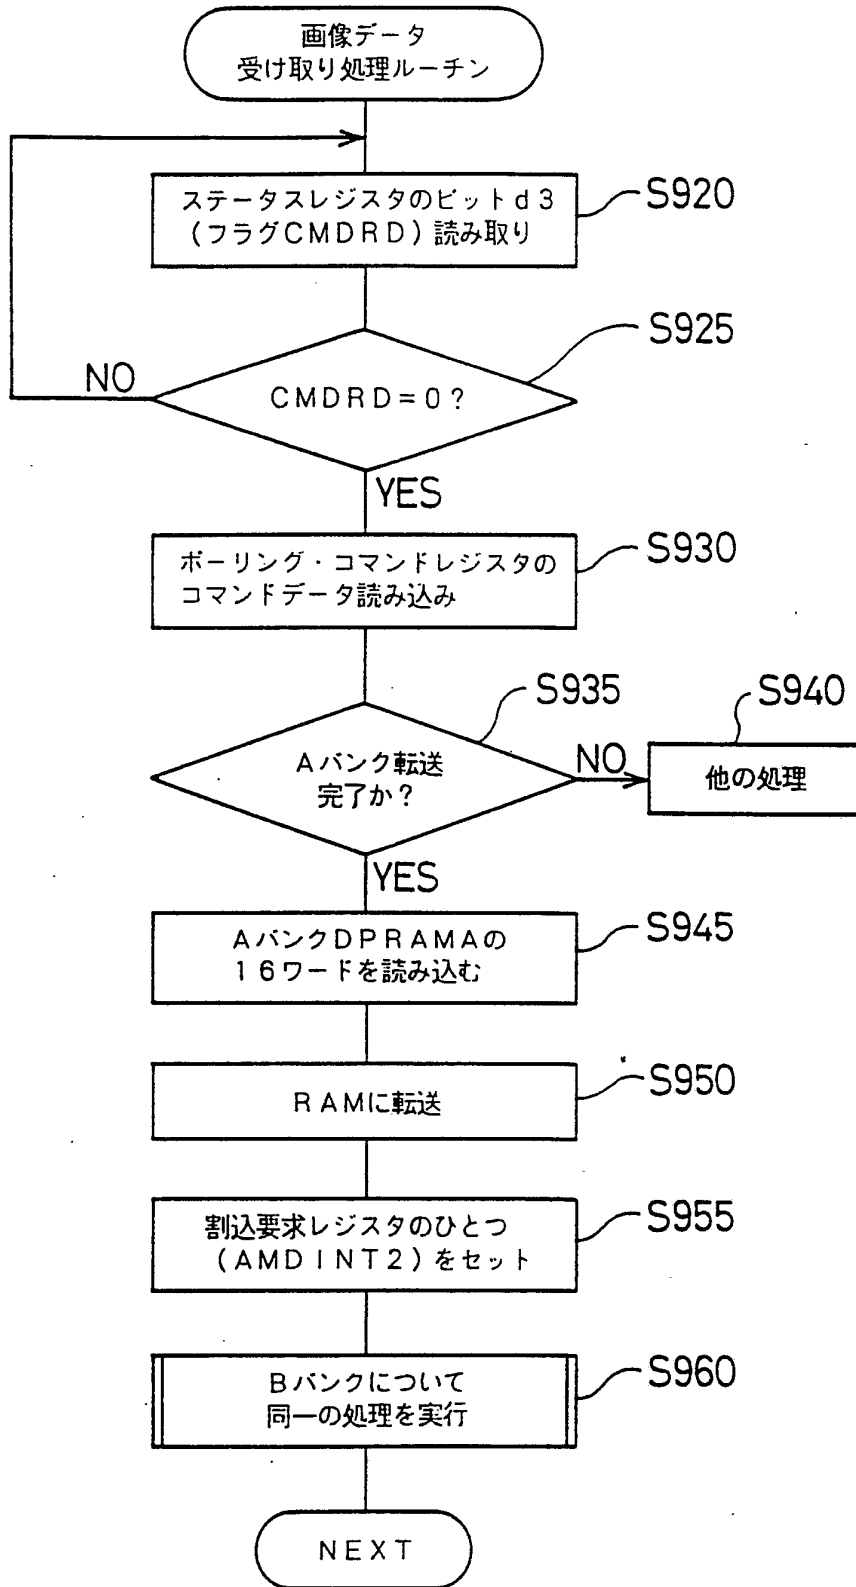 画像データ
受け取り処理ルーチン
ステータスレジスタのビットd3
(フラグCMDRD)読み取り
S920
S925
NO
CMDRD=0?
YES
ポーリング・コマンドレジスタの
コマンドデータ読み込み
S930
S935
S940
Aバンク転送
完了か?
NO
他の処理
YES
AバンクDPRAMAの
16ワードを読み込む
S945
RAMに転送
S950
割込要求レジスタのひとつ
(AMDINT2)をセット
S955
Bバンクについて
同一の処理を実行
S960
NEXT